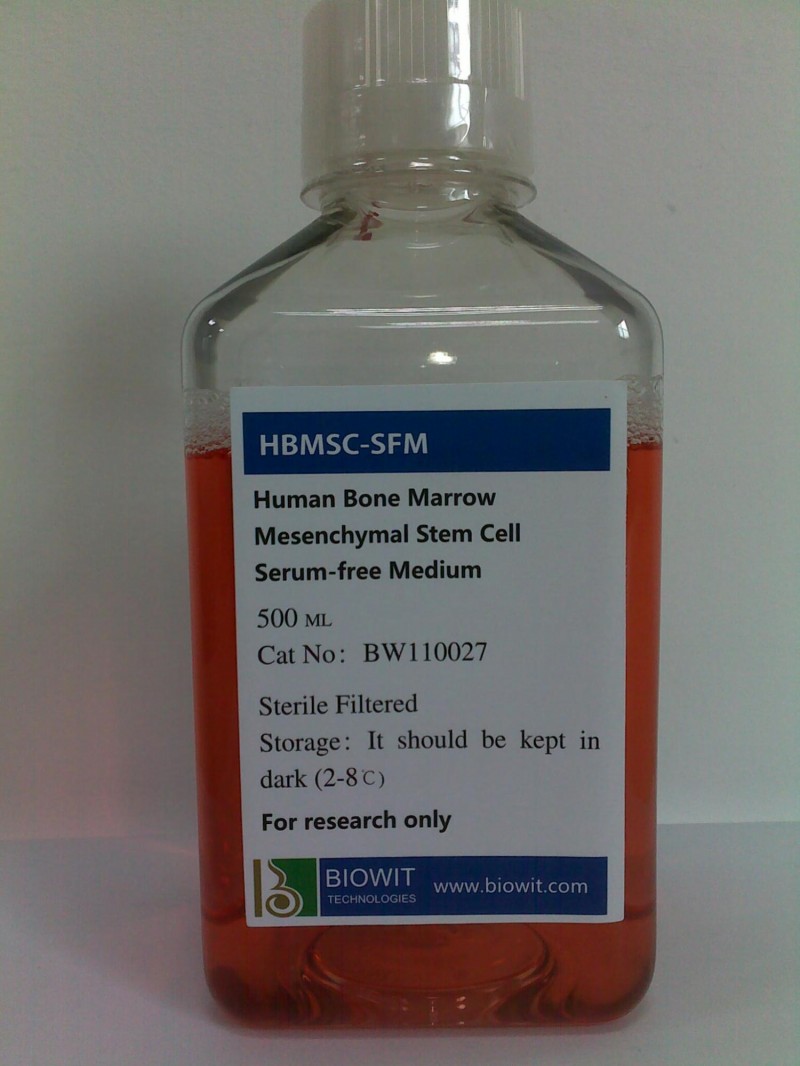 HBMSC-SFM
Human Bone Marrow
Mesenchymal Stem Cell
Serum-free Medium
500 ML
Cat No: BW110027
Sterile Filtered
Storage: It should be kept in
dark (2-8℃)
For research only
BIOWIT
TECHNOLOGIES
www.biowit.com